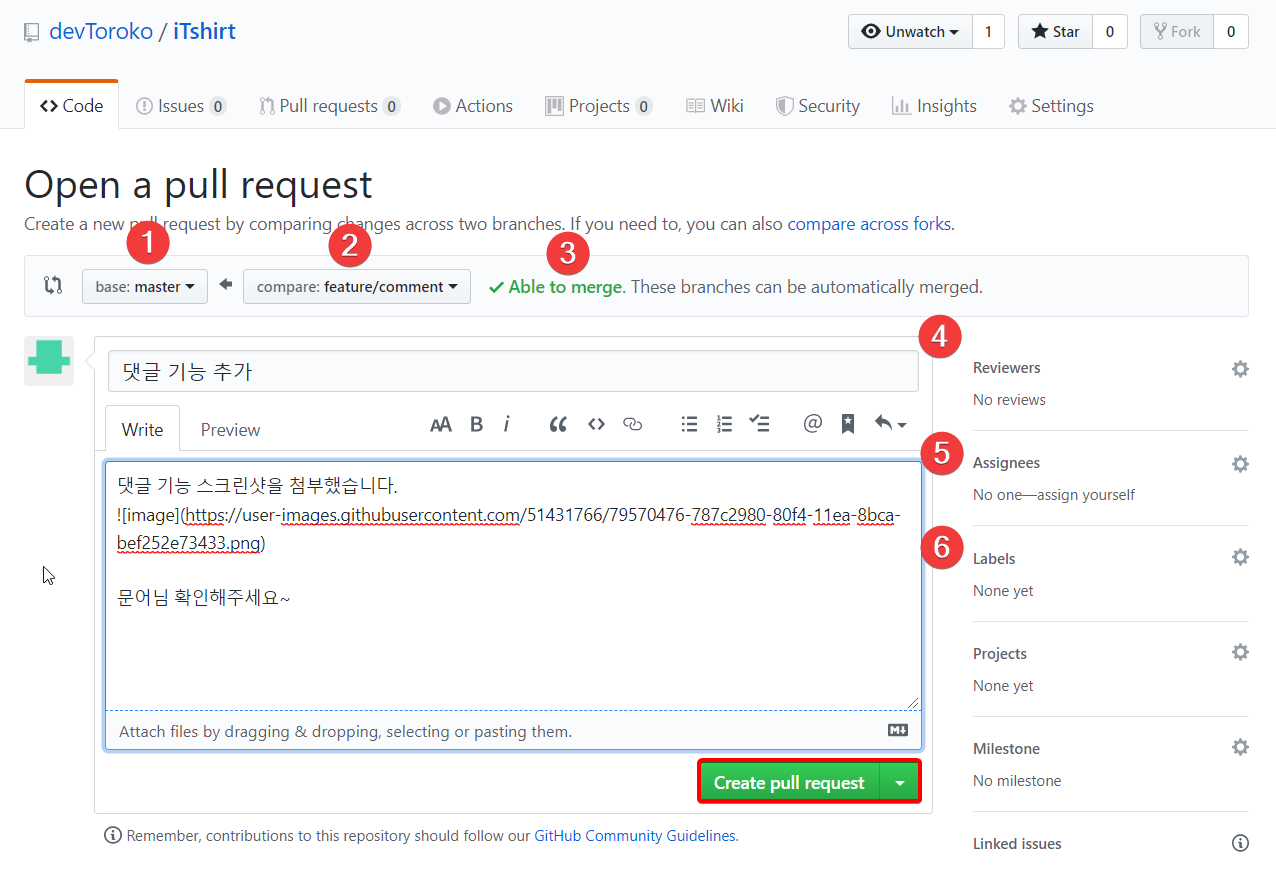 devToroko / iTshirt
Unwatch 1 Star 0 Fork 0
Code Issues 0 Pull requests 0 Actions Projects 0 Wiki Security Insights Settings
Open a pull request
Create a new pull request by comparing changes across two branches. If you need to, you can also compare across forks.
1 2 3
base: master compare: feature/comment Able to merge. These branches can be automatically merged.
4
댓글 기능 추가
Write Preview AA B i
5
댓글 기능 스크린샷을 첨부했습니다.
![image](https://user-images.githubusercontent.com/51431766/79570476-787c2980-80f4-11ea-8bca-
bef252e73433.png)
6
문어님 확인해주세요~
Attach files by dragging & dropping, selecting or pasting them. M
Create pull request
Remember, contributions to this repository should follow our GitHub Community Guidelines.
Reviewers
No reviews
Assignees
No one—assign yourself
Labels
None yet
Projects
None yet
Milestone
No milestone
Linked issues